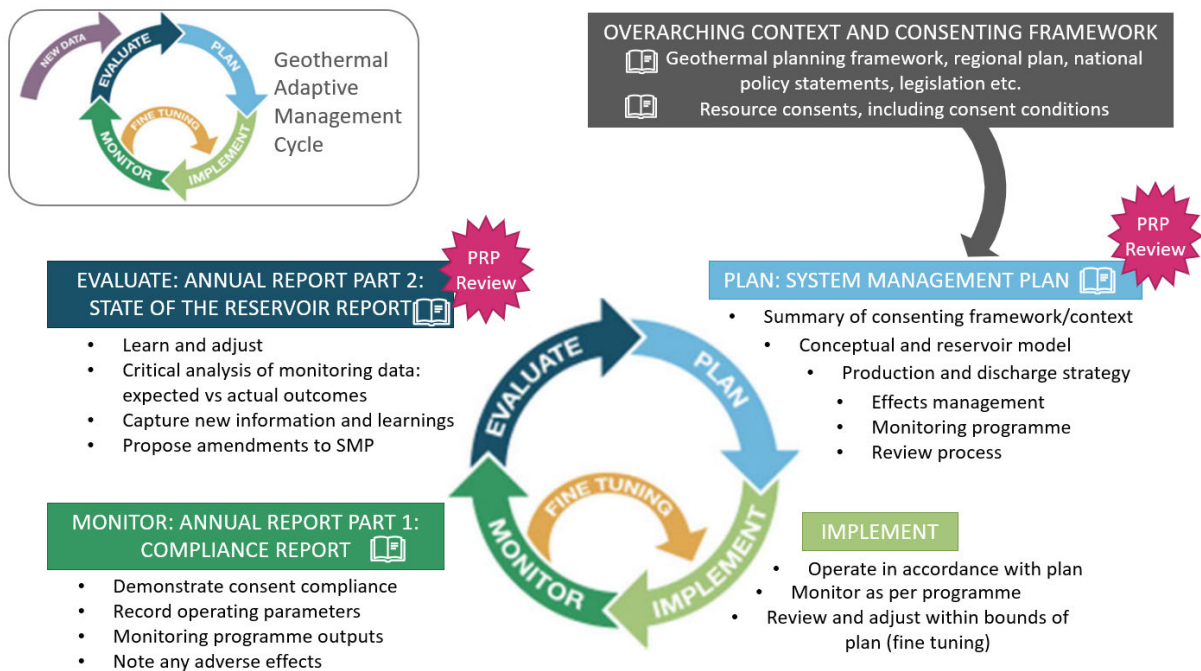 NEW DATA
EVALUATE
PLAN
IMPLEMENT
MONITOR
FINE TUNING
Geothermal
Adaptive
Management
Cycle
OVERARCHING CONTEXT AND CONSENTING FRAMEWORK
Geothermal planning framework, regional plan, national
policy statements, legislation etc.
Resource consents, including consent conditions
PRP
Review
EVALUATE: ANNUAL REPORT PART 2:
STATE OF THE RESERVOIR REPORT
• Learn and adjust
• Critical analysis of monitoring data:
expected vs actual outcomes
• Capture new information and learnings
• Propose amendments to SMP
MONITOR: ANNUAL REPORT PART 1:
COMPLIANCE REPORT
• Demonstrate consent compliance
• Record operating parameters
• Monitoring programme outputs
• Note any adverse effects
EVALUATE
PLAN
IMPLEMENT
MONITOR
FINE TUNING
PRP
Review
PLAN: SYSTEM MANAGEMENT PLAN
• Summary of consenting framework/context
• Conceptual and reservoir model
• Production and discharge strategy
• Effects management
• Monitoring programme
• Review process
IMPLEMENT
• Operate in accordance with plan
• Monitor as per programme
• Review and adjust within bounds of
plan (fine tuning)